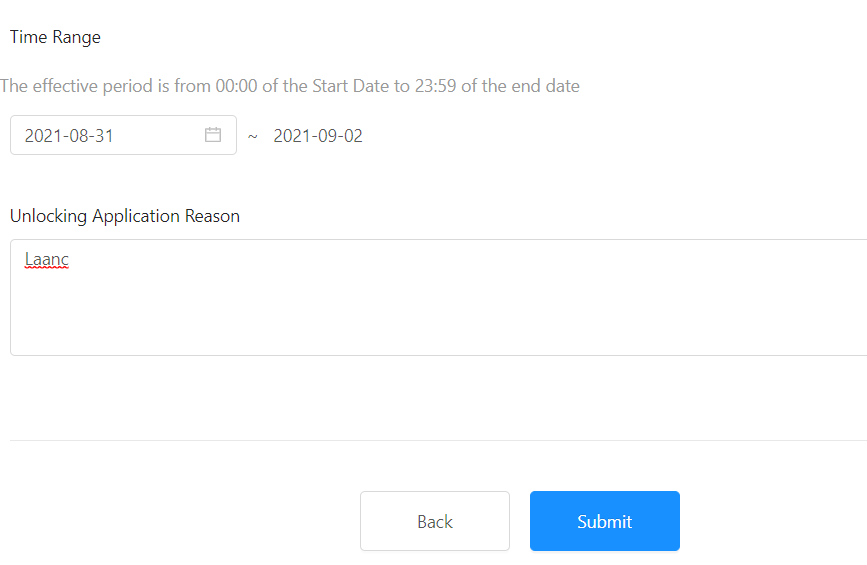 Time Range
The effective period is from 00:00 of the Start Date to 23:59 of the end date
2021-08-31 ~ 2021-09-02
Unlocking Application Reason
Laanc
Back Submit